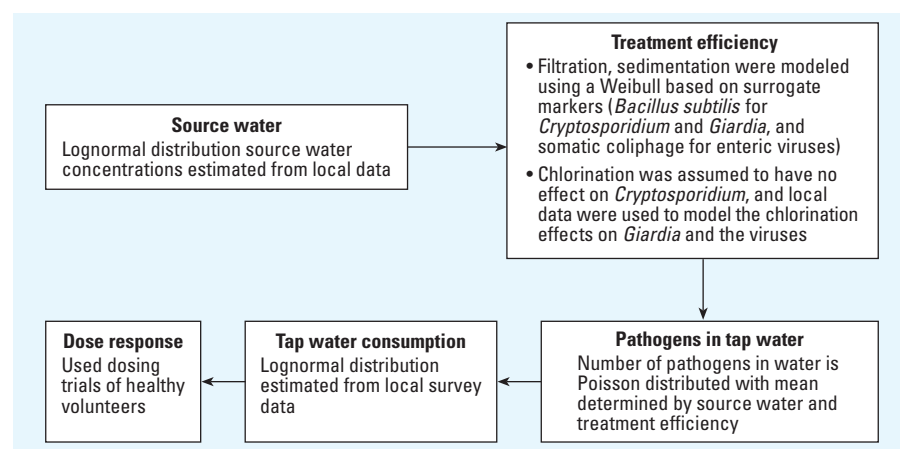 Source water
Lognormal distribution source water
concentrations estimated from local data
Treatment efficiency
• Filtration, sedimentation were modeled
using a Weibull based on surrogate
markers (Bacillus subtilis for
Cryptosporidium and Giardia, and
somatic coliphage for enteric viruses)
• Chlorination was assumed to have no
effect on Cryptosporidium, and local
data were used to model the chlorination
effects on Giardia and the viruses
Pathogens in tap water
Number of pathogens in water is
Poisson distributed with mean
determined by source water and
treatment efficiency
Tap water consumption
Lognormal distribution
estimated from local survey
data
Dose response
Used dosing
trials of healthy
volunteers